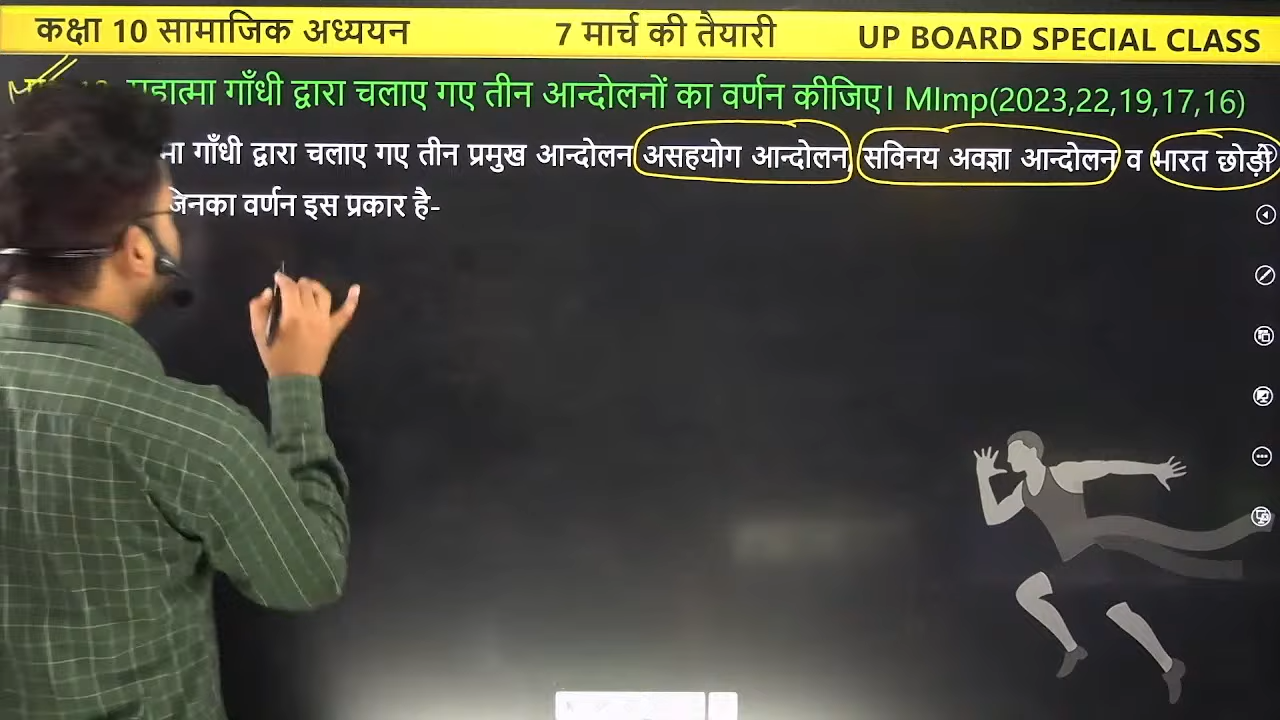 कक्षा 10 सामाजिक अध्ययन 7 मार्च की तैयारी UP BOARD SPECIAL CLASS
महात्मा गाँधी द्वारा चलाए गए तीन आन्दोलनों का वर्णन कीजिए। MImp(2023,22,19,17,16)
गाँधी द्वारा चलाए गए तीन प्रमुख आन्दोलन असहयोग आन्दोलन, सविनय अवज्ञा आन्दोलन व भारत छोड़ो
जिनका वर्णन इस प्रकार है-